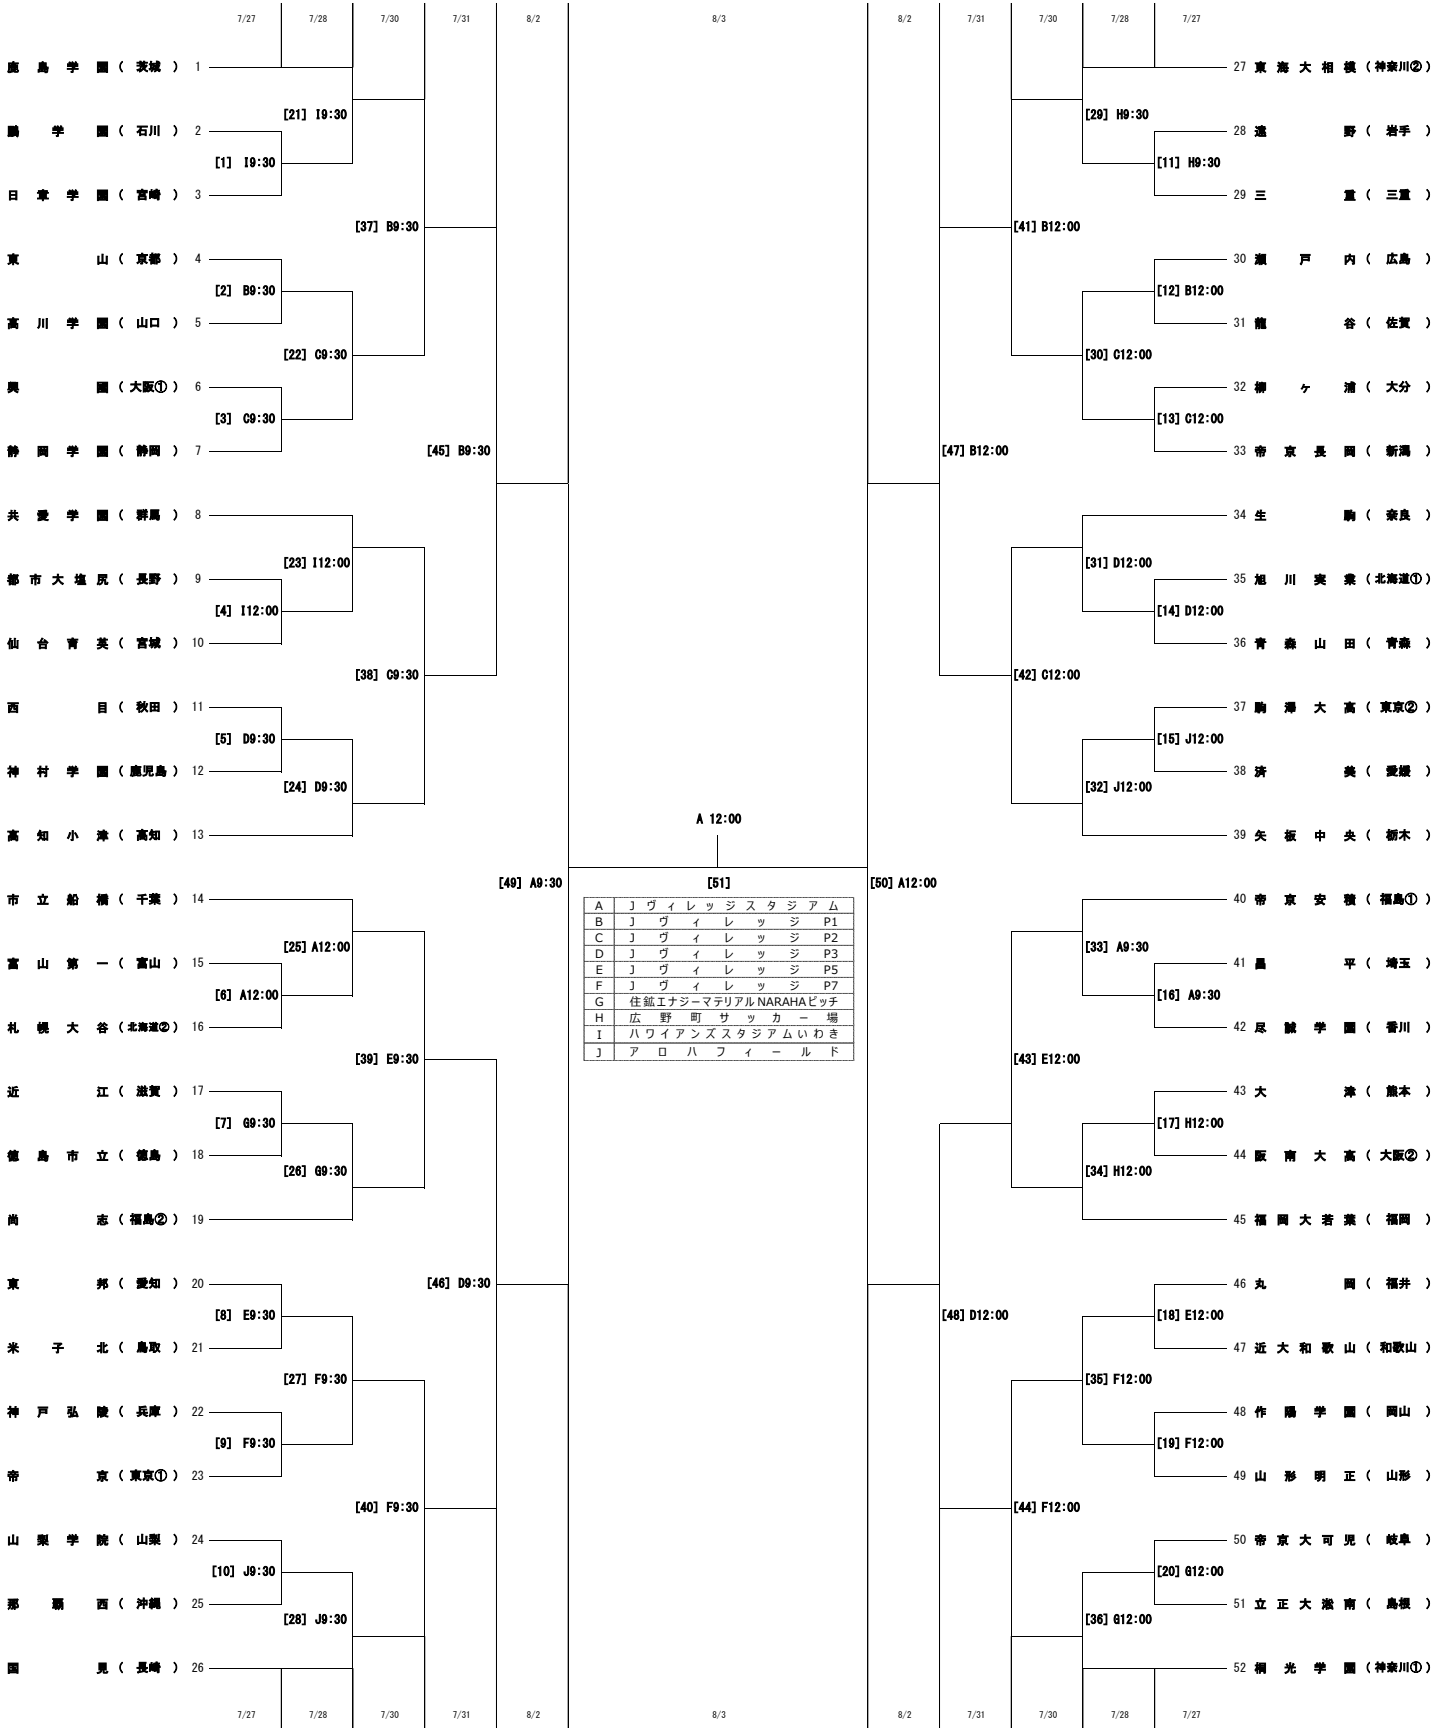 7/27 7/28 7/30 7/31 8/2 8/3 8/2 7/31 7/30 7/28 7/27
鹿島学園（茨城）1
27 東海大相模（神奈川②）
[21] I9:30
[29] H9:30
鵬学園（石川）2
28 遠野（岩手）
[1] I9:30
[11] H9:30
日章学園（宮崎）3
29 三重（三重）
[37] B9:30
[41] B12:00
東山（京都）4
30 瀬戸内（広島）
[2] B9:30
[12] B12:00
高川学園（山口）5
31 龍谷（佐賀）
[22] C9:30
[30] C12:00
興國（大阪①）6
32 柳ヶ浦（大分）
[3] C9:30
[13] C12:00
静岡学園（静岡）7
33 帝京長岡（新潟）
[45] B9:30
[47] B12:00
共愛学園（群馬）8
34 生駒（奈良）
[23] I12:00
[31] D12:00
都市大塩尻（長野）9
35 旭川実業（北海道①）
[4] I12:00
[14] D12:00
仙台育英（宮城）10
36 青森山田（青森）
[38] C9:30
[42] C12:00
西目（秋田）11
37 駒澤大高（東京②）
[5] D9:30
[15] J12:00
神村学園（鹿児島）12
38 済美（愛媛）
[24] D9:30
[32] J12:00
高知小津（高知）13
39 矢板中央（栃木）
A 12:00
[49] A9:30
[51]
[50] A12:00
市立船橋（千葉）14
40 帝京安積（福島①）
A Jヴィレッジスタジアム
B Jヴィレッジ P1
C Jヴィレッジ P2
D Jヴィレッジ P3
E Jヴィレッジ P5
F Jヴィレッジ P7
G 住鉱エナジーマテリアルNARAHAピッチ
H 広野町サッカー場
I ハワイアンズスタジアムいわき
J アロハフィールド
[25] A12:00
[33] A9:30
富山第一（富山）15
41 昌平（埼玉）
[6] A12:00
[16] A9:30
札幌大谷（北海道②）16
42 尽誠学園（香川）
[39] E9:30
[43] E12:00
近江（滋賀）17
43 大津（熊本）
[7] G9:30
[17] H12:00
徳島市立（徳島）18
44 阪南大高（大阪②）
[26] G9:30
[34] H12:00
尚志（福島②）19
45 福岡大若葉（福岡）
東邦（愛知）20
46 丸岡（福井）
[46] D9:30
[8] E9:30
[48] D12:00
[18] E12:00
米子北（鳥取）21
47 近大和歌山（和歌山）
[27] F9:30
[35] F12:00
神戸弘陵（兵庫）22
48 作陽学園（岡山）
[9] F9:30
[19] F12:00
帝京（東京①）23
49 山形明正（山形）
[40] F9:30
[44] F12:00
山梨学院（山梨）24
50 帝京大可児（岐阜）
[10] J9:30
[20] G12:00
那覇西（沖縄）25
51 立正大淞南（島根）
[28] J9:30
[36] G12:00
国見（長崎）26
52 桐光学園（神奈川①）
7/27 7/28 7/30 7/31 8/2 8/3 8/2 7/31 7/30 7/28 7/27